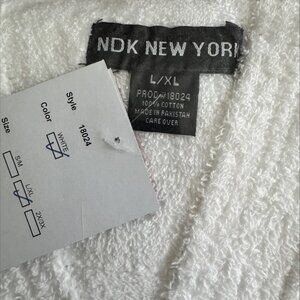 NDK NEW YORK
L/XL
PROD# 18024
100% COTTON
MADE IN PAKISTAN
CARE OVER
Style 18024
Color WHITE
Size S/M L/XL 2X/3X